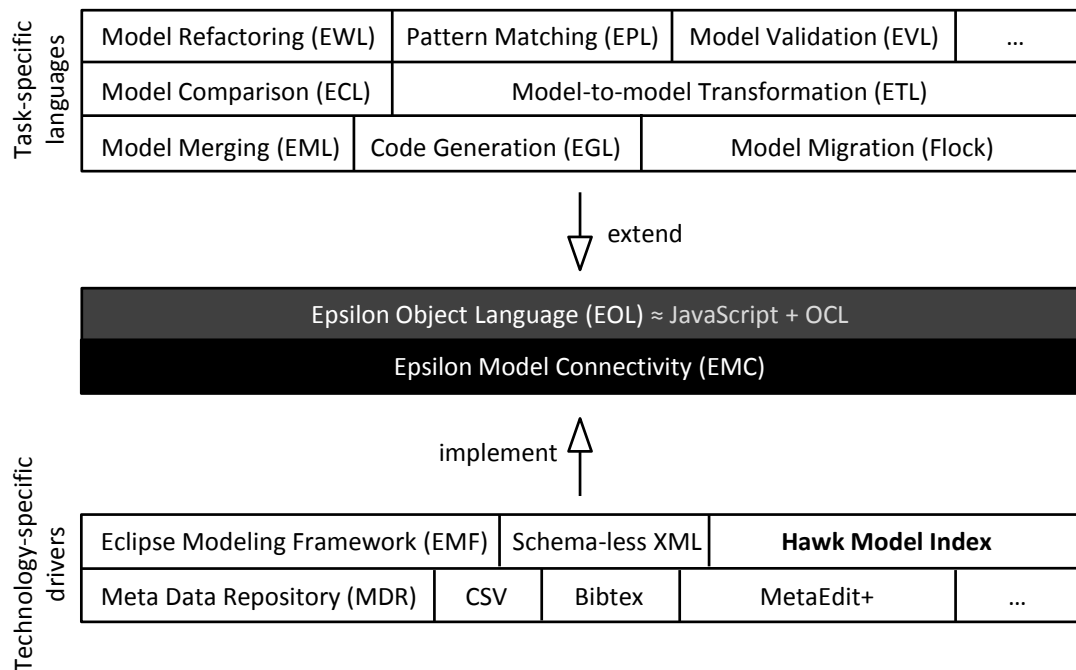 Task-specific
languages
Model Refactoring (EWL) Pattern Matching (EPL) Model Validation (EVL) ...
Model Comparison (ECL) Model-to-model Transformation (ETL)
Model Merging (EML) Code Generation (EGL) Model Migration (Flock)
extend
Epsilon Object Language (EOL) ≈ JavaScript + OCL
Epsilon Model Connectivity (EMC)
implement
Technology-specific
drivers
Eclipse Modeling Framework (EMF) Schema-less XML Hawk Model Index
Meta Data Repository (MDR) CSV Bibtex MetaEdit+ ...